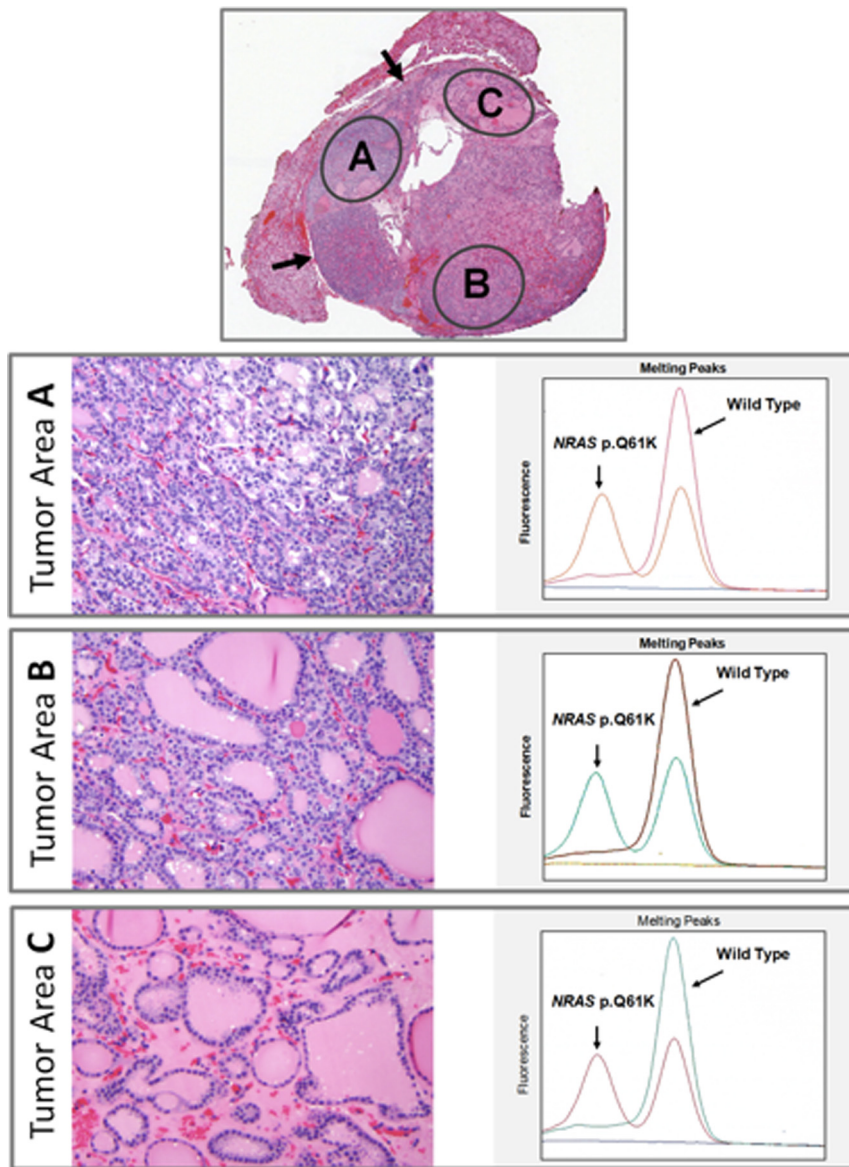 A
C
B
Tumor Area A
Melting Peaks
Wild Type
NRAS p.Q61K
Fluorescence
Tumor Area B
Melting Peaks
Wild Type
NRAS p.Q61K
Fluorescence
Tumor Area C
Melting Peaks
Wild Type
NRAS p.Q61K
Fluorescence